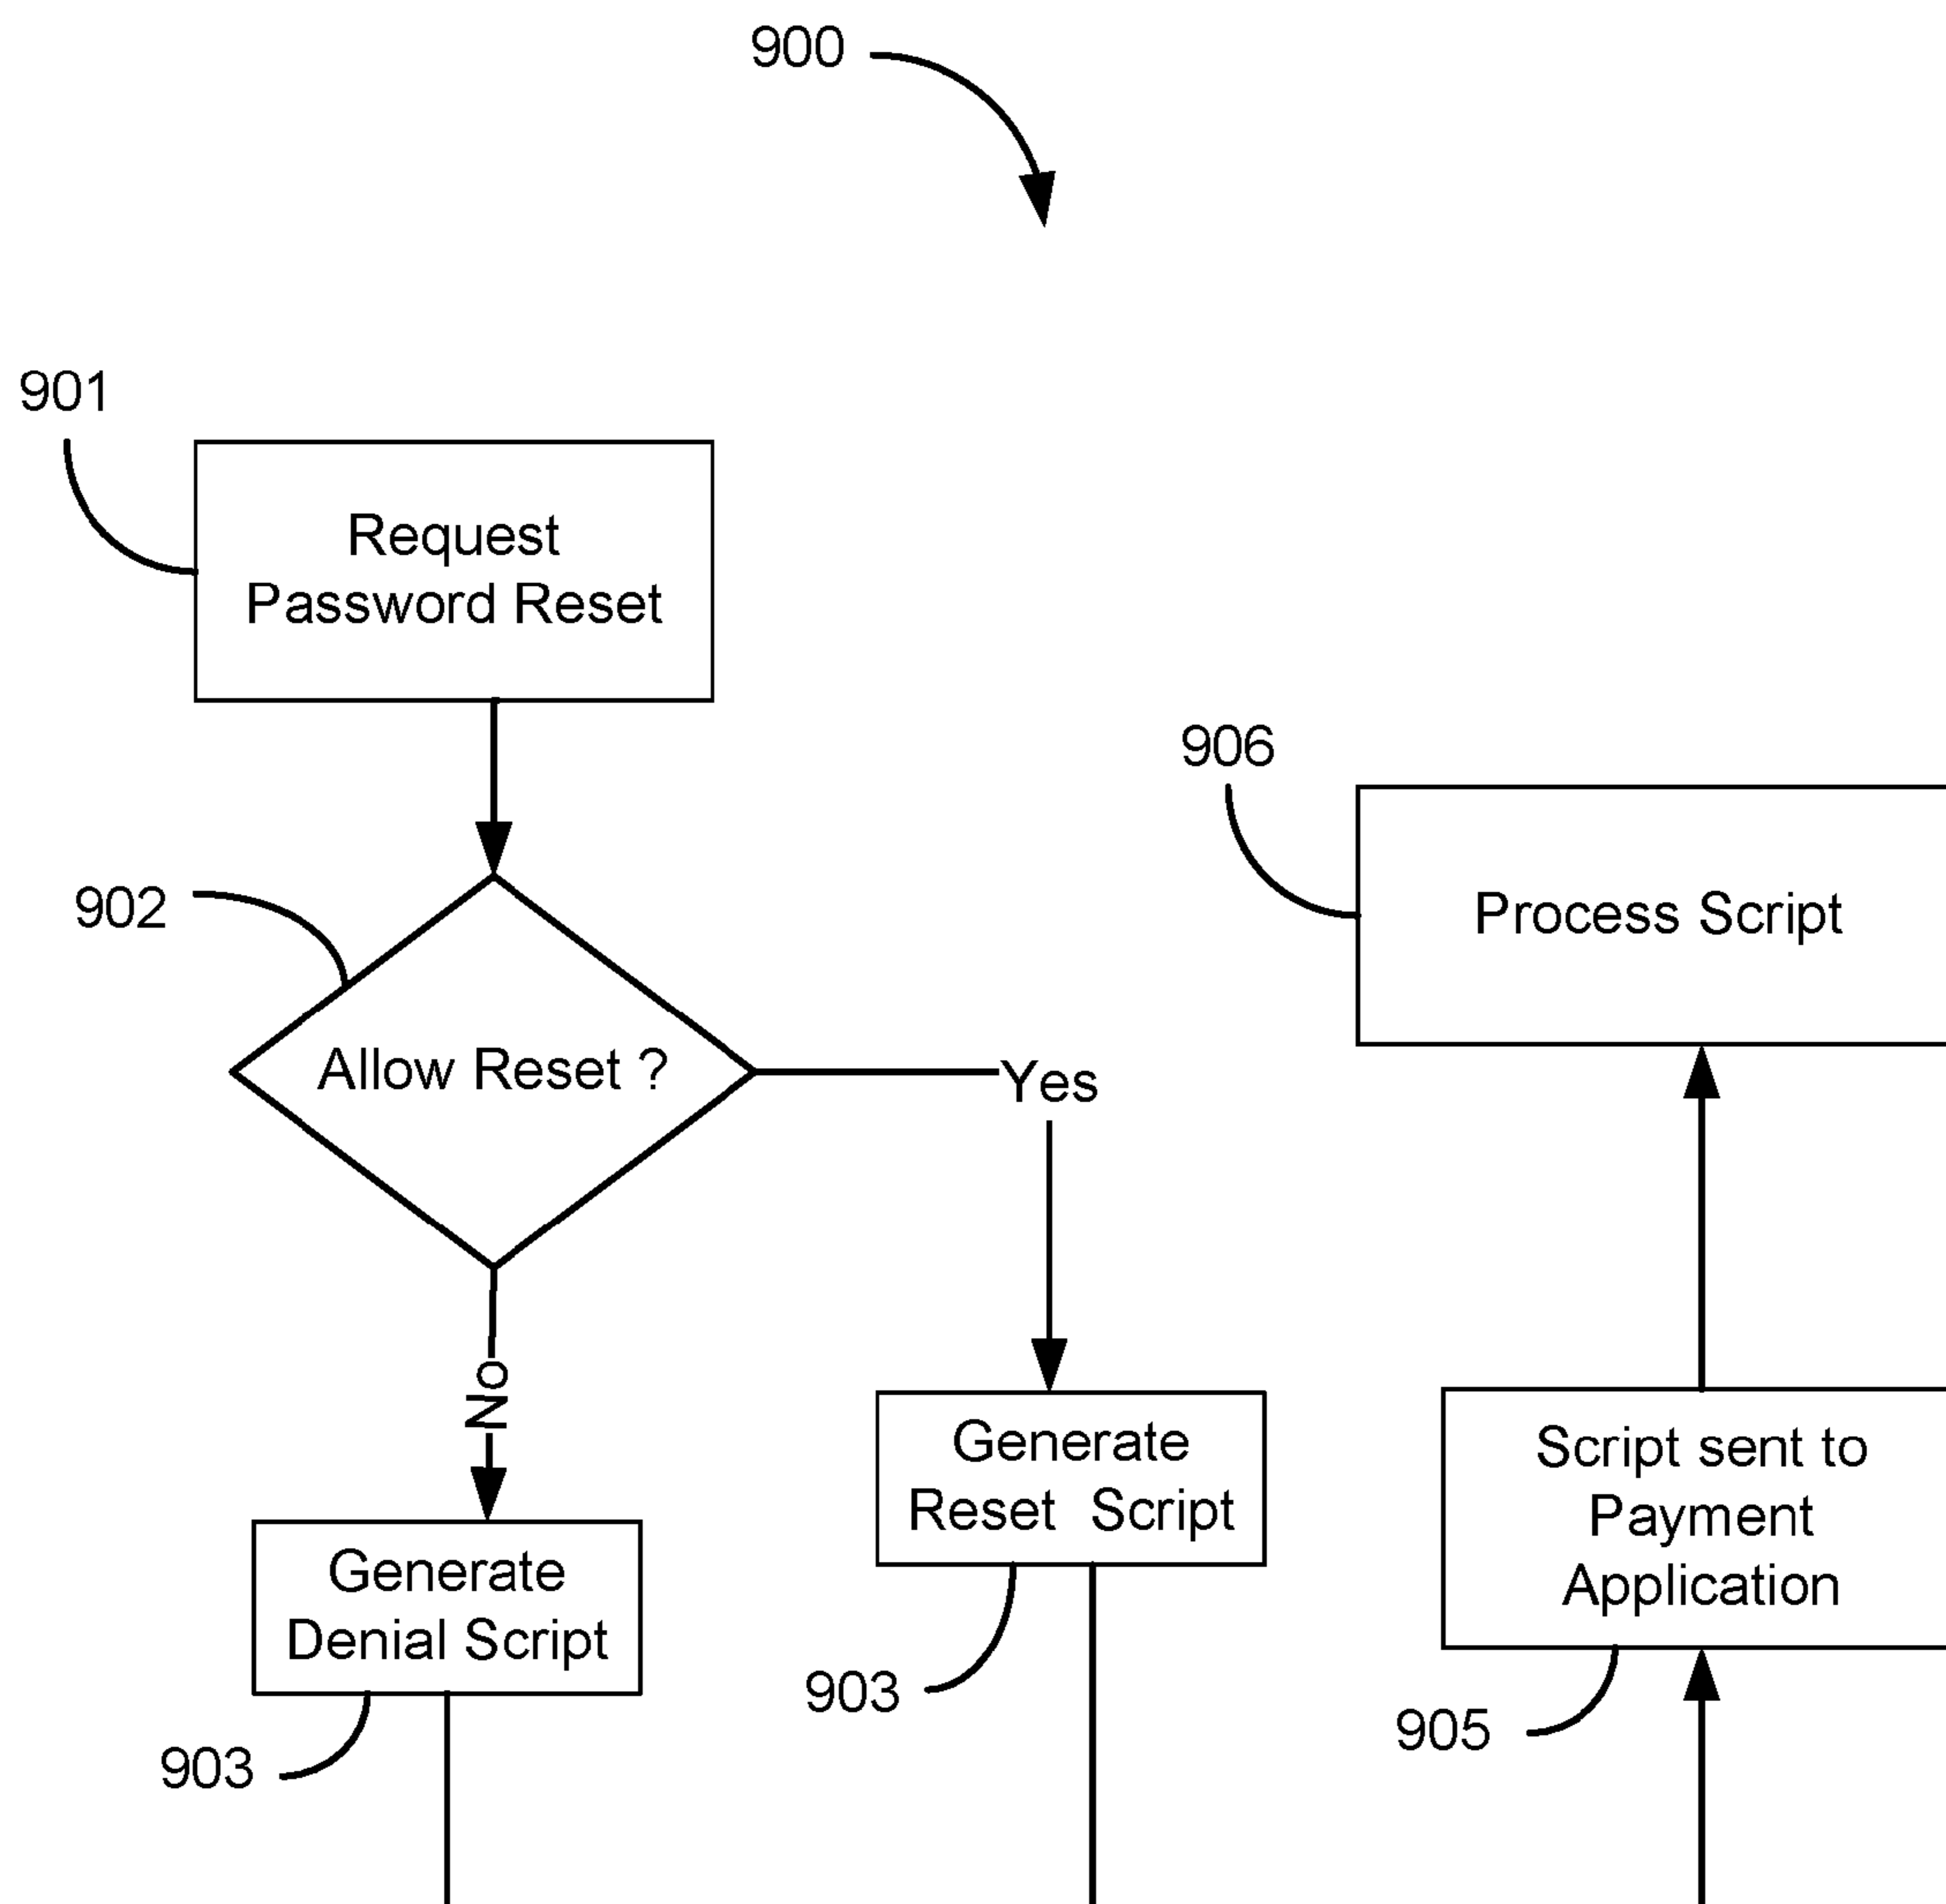 900
901
Request
Password Reset
906
902
Process Script
Allow Reset ?
Yes
No
Generate
Reset Script
Script sent to
Payment
Application
Generate
Denial Script
903
905
903